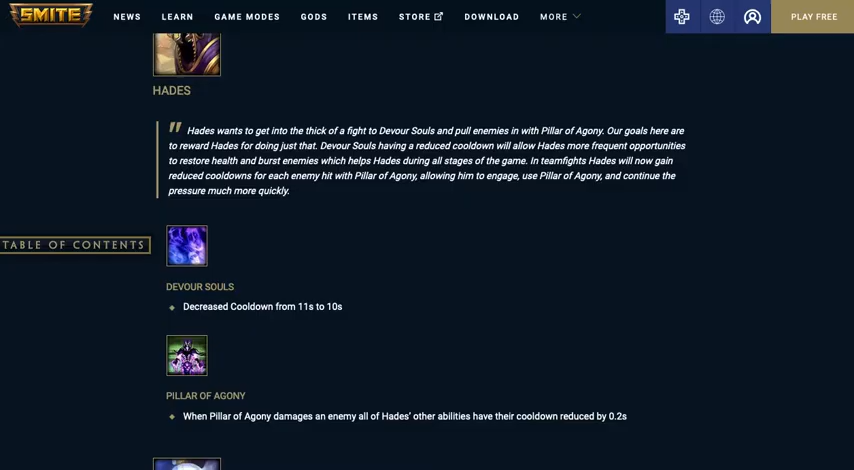 SMITE NEWS LEARN GAME MODES GODS ITEMS STORE DOWNLOAD MORE PLAY FREE
HADES
" Hades wants to get into the thick of a fight to Devour Souls and pull enemies in with Pillar of Agony. Our goals here are
to reward Hades for doing just that. Devour Souls having a reduced cooldown will allow Hades more frequent opportunities
to restore health and burst enemies which helps Hades during all stages of the game. In teamfights Hades will now gain
reduced cooldowns for each enemy hit with Pillar of Agony, allowing him to engage, use Pillar of Agony, and continue the
pressure much more quickly.
TABLE OF CONTENTS
DEVOUR SOULS
Decreased Cooldown from 11s to 10s
PILLAR OF AGONY
When Pillar of Agony damages an enemy all of Hades' other abilities have their cooldown reduced by 0.2s